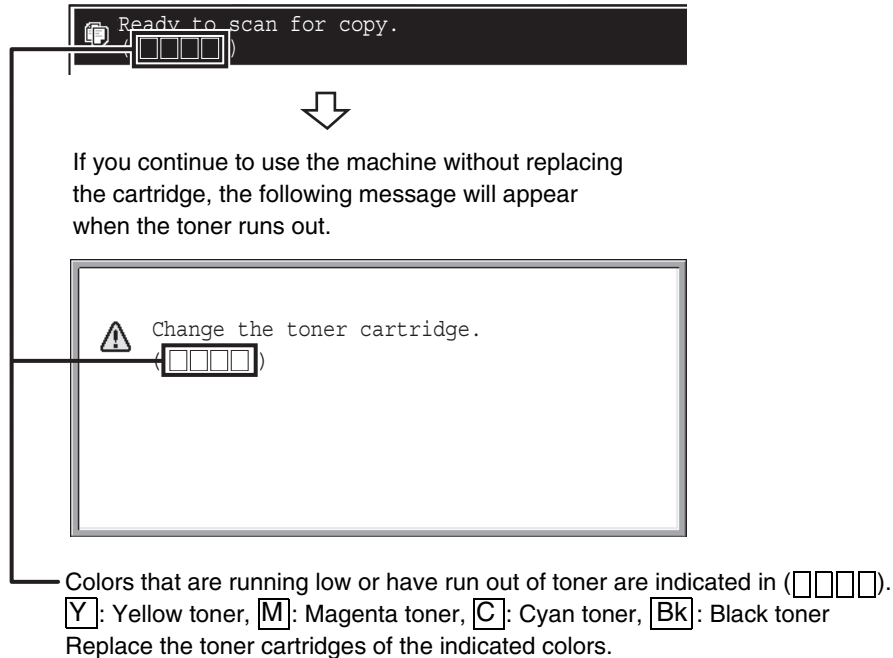 Ready to scan for copy.
(□□□□)
If you continue to use the machine without replacing
the cartridge, the following message will appear
when the toner runs out.
Change the toner cartridge.
(□□□□)
Colors that are running low or have run out of toner are indicated in (□□□□).
Y : Yellow toner, M : Magenta toner, C : Cyan toner, Bk : Black toner
Replace the toner cartridges of the indicated colors.